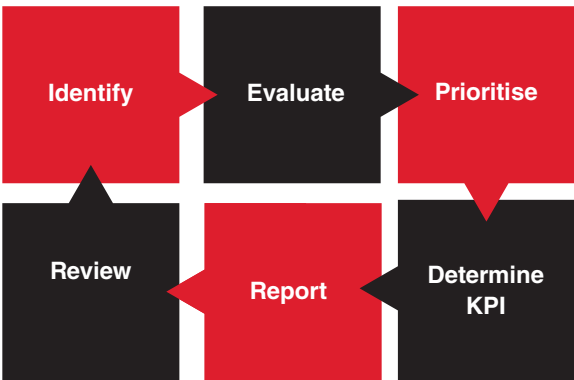 Identify
Evaluate
Prioritise
Determine
KPI
Report
Review